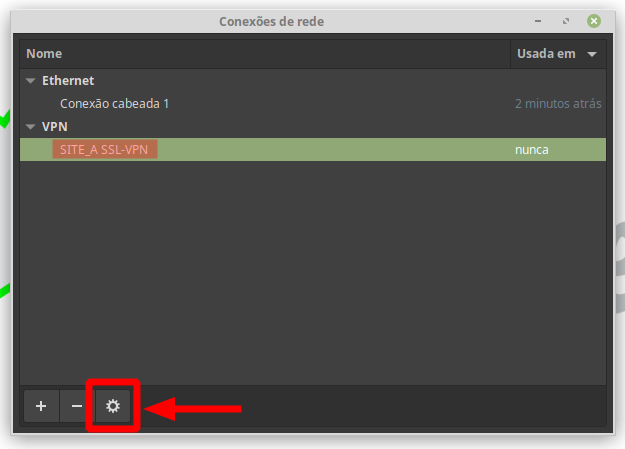 Conexões de rede
Nome Usada em
Ethernet
Conexão cabeada 1 2 minutos atrás
VPN
SITE_A SSL-VPN nunca